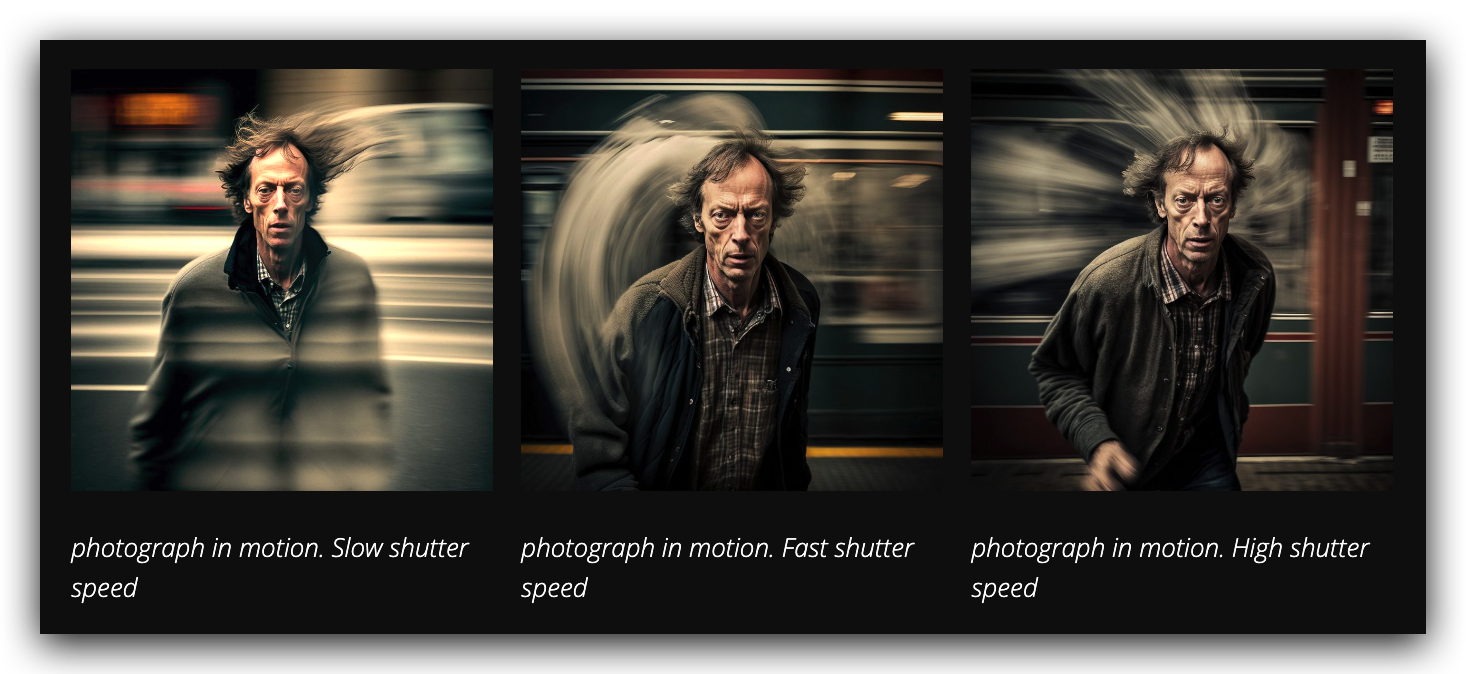 photograph in motion. Slow shutter
speed
photograph in motion. Fast shutter
speed
photograph in motion. High shutter
speed